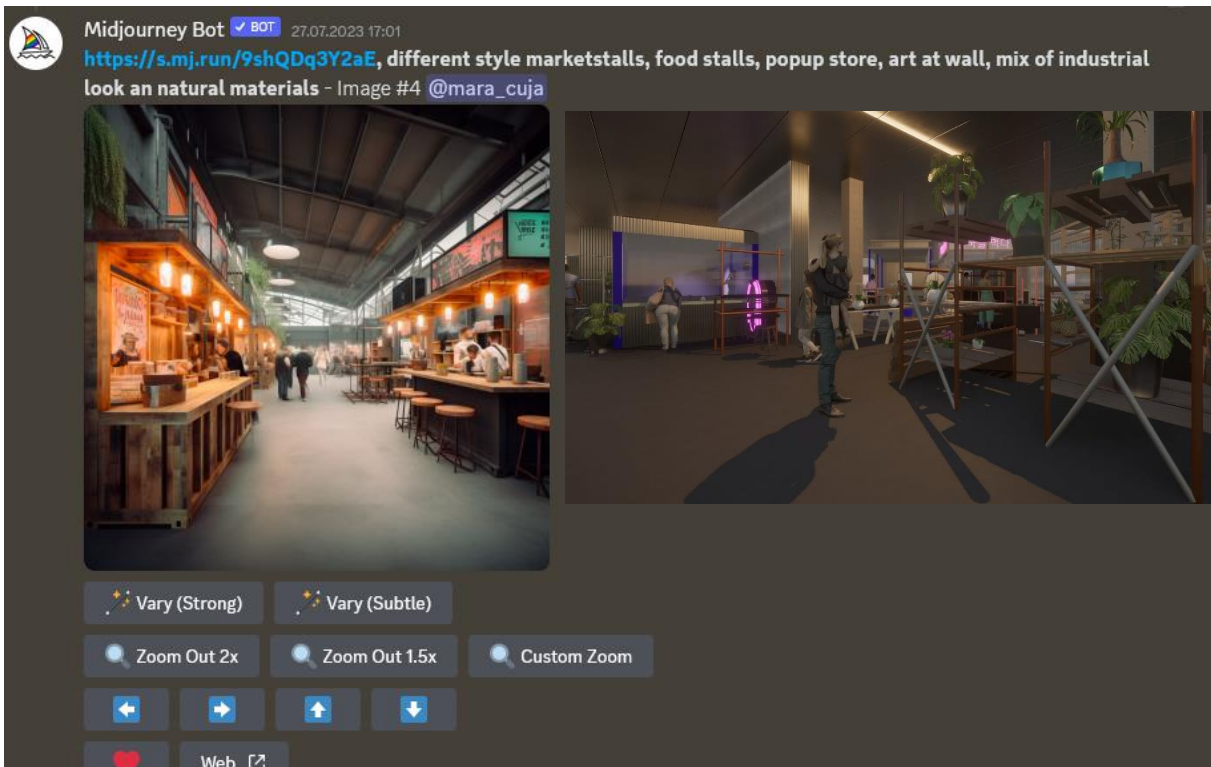 Midjourney Bot ✓ BOT 27.07.2023 17:01
https://s.mj.run/9shQDq3Y2aE, different style marketstalls, food stalls, popup store, art at wall, mix of industrial
look an natural materials - Image #4 @mara_cuja
Vary (Strong) Vary (Subtle)
Zoom Out 2x Zoom Out 1.5x Custom Zoom
Web